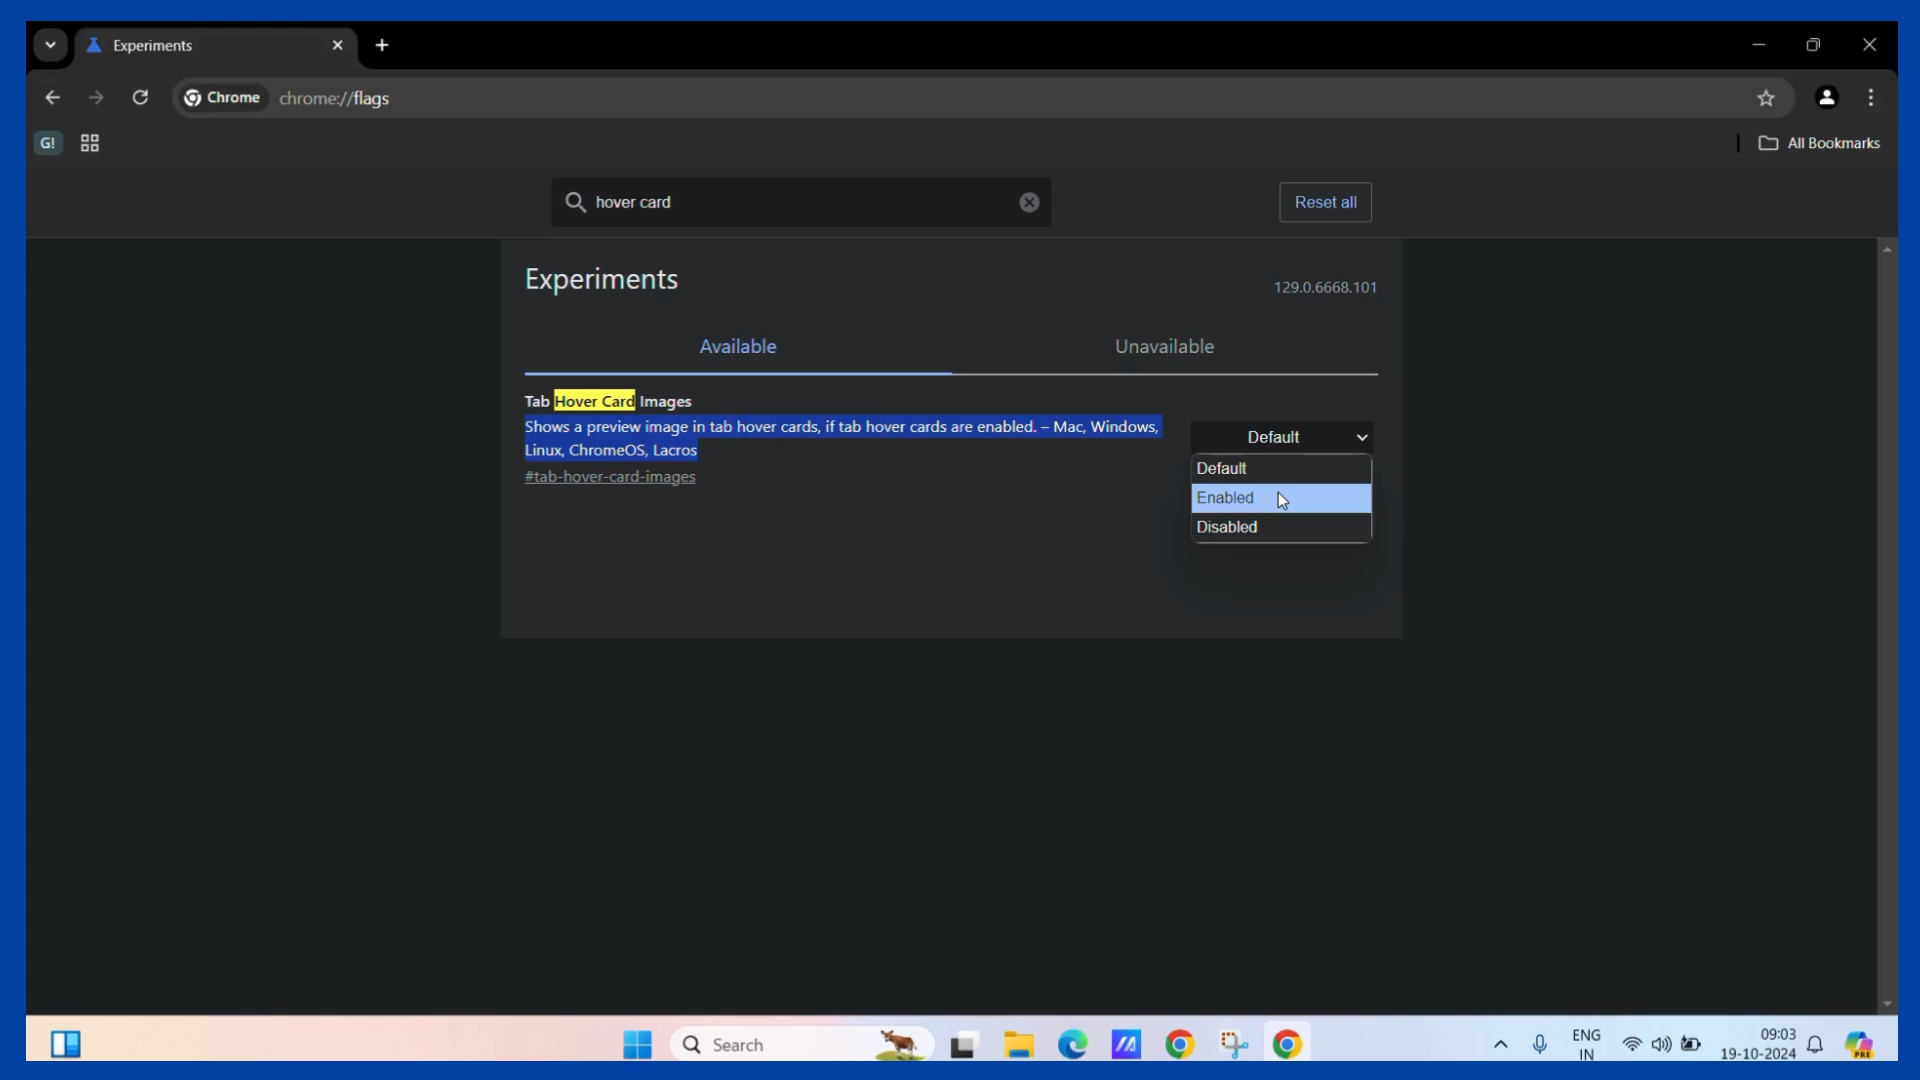 Experiments
Chrome chrome://flags
G!
All Bookmarks
hover card
Reset all
Experiments
129.0.6668.101
Available
Unavailable
Tab Hover Card Images
Shows a preview image in tab hover cards, if tab hover cards are enabled. – Mac, Windows,
Linux, ChromeOS, Lacros
#tab-hover-card-images
Default
Default
Enabled
Disabled
Search
ENG
IN
09:03
19-10-2024
PRE